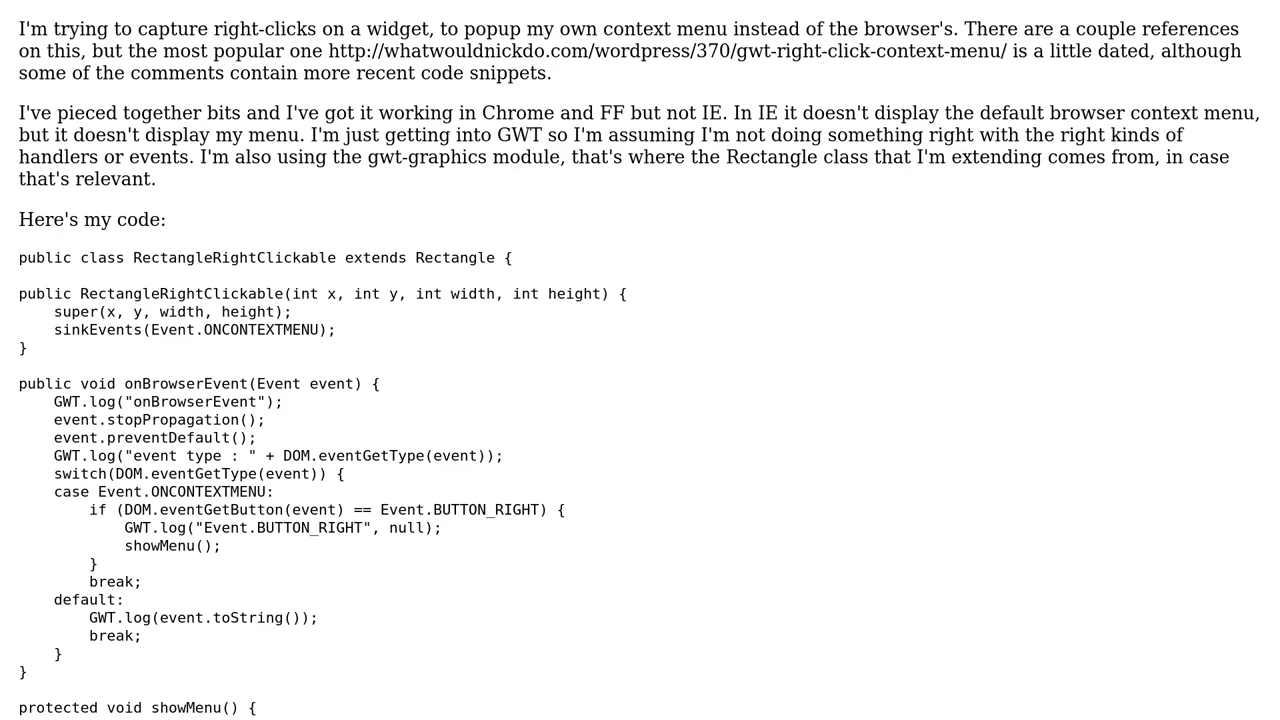 I'm trying to capture right-clicks on a widget, to popup my own context menu instead of the browser's. There are a couple references
on this, but the most popular one http://whatwouldnickdo.com/wordpress/370/gwt-right-click-context-menu/ is a little dated, although
some of the comments contain more recent code snippets.
I've pieced together bits and I've got it working in Chrome and FF but not IE. In IE it doesn't display the default browser context menu,
but it doesn't display my menu. I'm just getting into GWT so I'm assuming I'm not doing something right with the right kinds of
handlers or events. I'm also using the gwt-graphics module, that's where the Rectangle class that I'm extending comes from, in case
that's relevant.
Here's my code:
public class RectangleRightClickable extends Rectangle {
public RectangleRightClickable(int x, int y, int width, int height) {
    super(x, y, width, height);
    sinkEvents(Event.ONCONTEXTMENU);
}
public void onBrowserEvent(Event event) {
    GWT.log("onBrowserEvent");
    event.stopPropagation();
    event.preventDefault();
    GWT.log("event type : " + DOM.eventGetType(event));
    switch(DOM.eventGetType(event)) {
    case Event.ONCONTEXTMENU:
        if (DOM.eventGetButton(event) == Event.BUTTON_RIGHT) {
            GWT.log("Event.BUTTON_RIGHT", null);
            showMenu();
        }
        break;
    default:
        GWT.log(event.toString());
        break;
    }
}
protected void showMenu() {